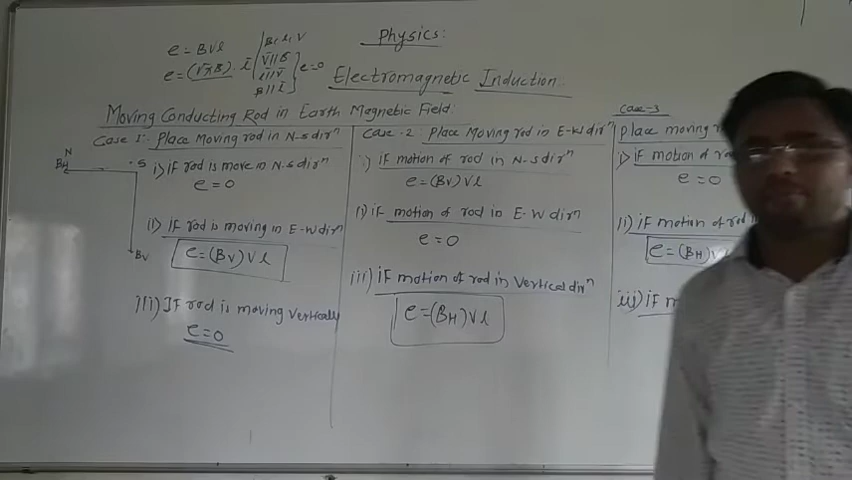 Physics:
e = Bvl
e = (V×B). l
B, l, V
V || B
l || V
B || l
e=0
Electromagnetic Induction
Moving Conducting Rod in Earth Magnetic Field:
Case 1:- Place Moving rod in N-s dirn
N
BH
S
BV
i) if rod is move in N-s dirn
e = 0
ii) if rod is moving in E-W dirn
e = (BV) V l
iii) If rod is moving vertically
e = 0
Case-2: Place Moving rod in E-W dirn
i) if motion of rod in N-s dirn
e = (BV) V l
ii) if motion of rod in E-W dirn
e = 0
iii) if motion of rod in Vertical dirn
e = (BH) V l
Case-3
place moving
i) if motion of
e = 0
ii) if motion of rod
e = (BH) V
iii) if